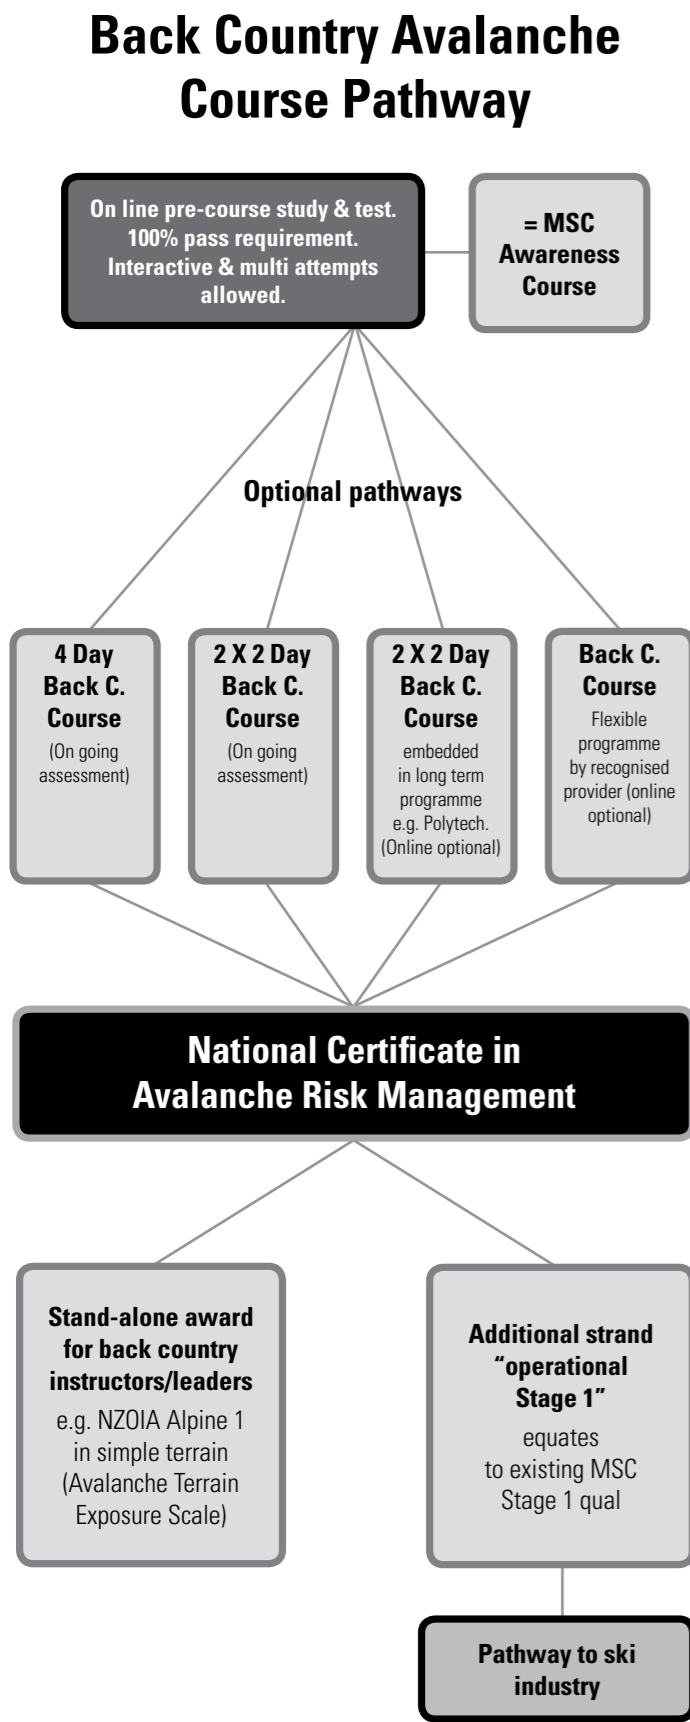 Back Country Avalanche
Course Pathway
On line pre-course study & test.
100% pass requirement.
Interactive & multi attempts
allowed.
= MSC
Awareness
Course
Optional pathways
4 Day
Back C.
Course
(On going
assessment)
2 X 2 Day
Back C.
Course
(On going
assessment)
2 X 2 Day
Back C.
Course
embedded
in long term
programme
e.g. Polytech.
(Online optional)
Back C.
Course
Flexible
programme
by recognised
provider (online
optional)
National Certificate in
Avalanche Risk Management
Stand-alone award
for back country
instructors/leaders
e.g. NZOIA Alpine 1
in simple terrain
(Avalanche Terrain
Exposure Scale)
Additional strand
“operational
Stage 1”
equates
to existing MSC
Stage 1 qual
Pathway to ski
industry